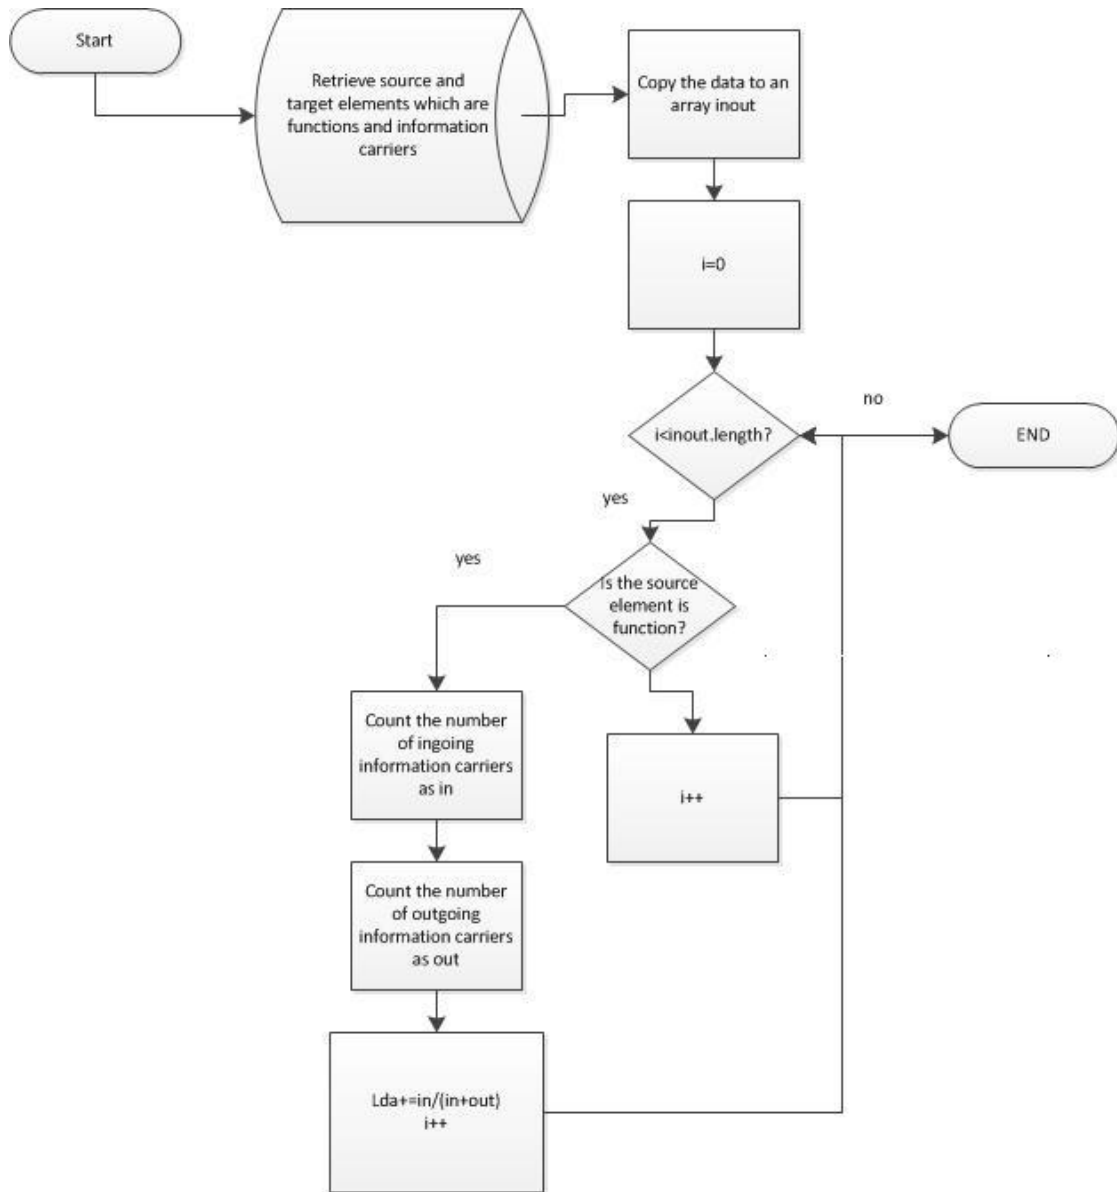 Start
Retrieve source and
target elements which are
functions and information
carriers
Copy the data to an
array inout
i=0
i<inout.length?
no
END
yes
yes
Is the source
element is
function?
Count the number
of ingoing
information carriers
as in
i++
Count the number
of outgoing
information carriers
as out
Lda+=in/(in+out)
i++